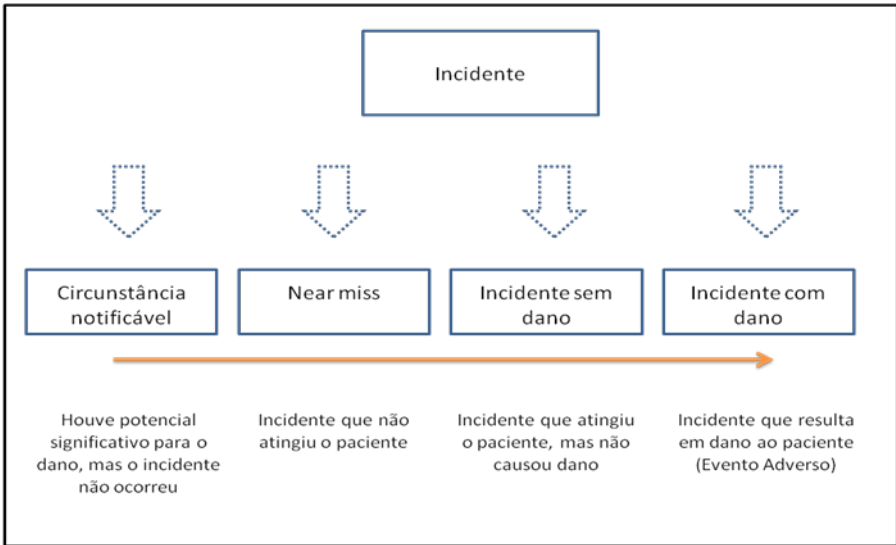 Incidente
Circunstância
notificável
Near miss
Incidente sem
dano
Incidente com
dano
Houve potencial
significativo para o
dano, mas o incidente
não ocorreu
Incidente que não
atingiu o paciente
Incidente que atingiu
o paciente, mas não
causou dano
Incidente que resulta
em dano ao paciente
(Evento Adverso)